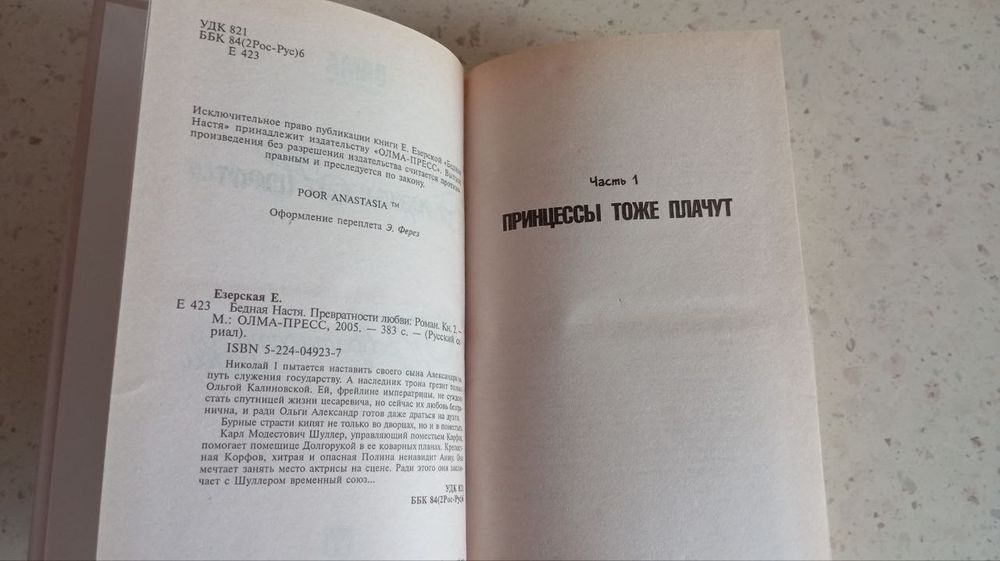 УДК 821
ББК 84(2Рос-Рус)6
Е 423
Исключительное право публикации книги Е. Езерской «Бедная
Настя» принадлежит издательству «ОЛМА-ПРЕСС». Выпуск
произведения без разрешения издательства считается противо-
правным и преследуется по закону.
POOR ANASTASIA ™
Оформление переплета Э. Ферез
Езерская Е.
Е 423 Бедная Настя. Превратности любви: Роман. Кн. 2. –
М.: ОЛМА-ПРЕСС, 2005. — 383 с. — (Русский се-
риал).
ISBN 5-224-04923-7
Николай I пытается наставить своего сына Александра на
путь служения государству. А наследник трона грезит только
Ольгой Калиновской. Ей, фрейлине императрицы, не суждено
стать спутницей жизни цесаревича, но сейчас их любовь безгра-
нична, и ради Ольги Александр готов даже драться на дуэли.
Бурные страсти кипят не только во дворцах, но и в поместьях.
Карл Модестович Шуллер, управляющий поместьем Корфов,
помогает помещице Долгорукой в ее коварных планах. Крепост-
ная Корфов, хитрая и опасная Полина ненавидит Анну. Она
мечтает занять место актрисы на сцене. Ради этого она заклю-
чает с Шуллером временный союз...
УДК 821
ББК 84(2Рос-Рус)6
Часть 1
ПРИНЦЕССЫ ТОЖЕ ПЛАЧУТ